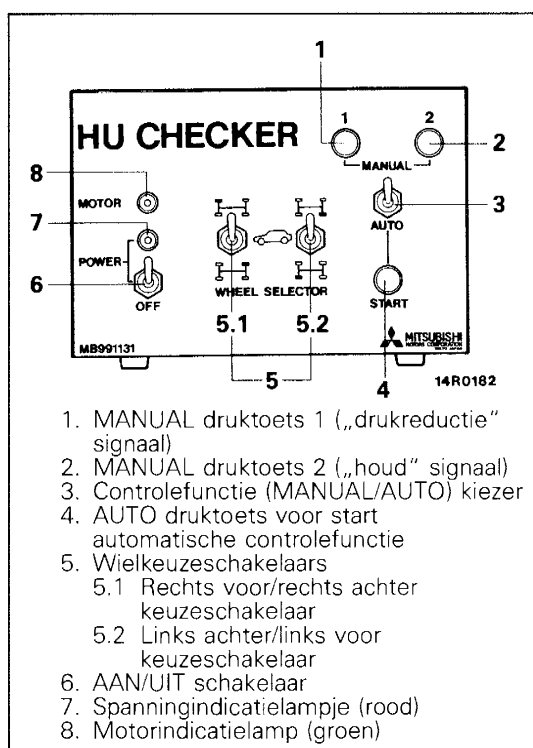 1
1 2
HU CHECKER
2
MANUAL
8
MOTOR
3
7
AUTO
POWER
6
OFF
WHEEL SELECTOR
START
5.1 5.2
MITSUBISHI
MOTORS CORPORATION
MB991131
5
4
14R0182
1. MANUAL druktoets 1 („drukreductie"
signaal)
2. MANUAL druktoets 2 („houd" signaal)
3. Controlefunctie (MANUAL/AUTO) kiezer
4. AUTO druktoets voor start
automatische controlefunctie
5. Wielkeuzeschakelaars
5.1 Rechts voor/rechts achter
keuzeschakelaar
5.2 Links achter/links voor
keuzeschakelaar
6. AAN/UIT schakelaar
7. Spanningindicatielampje (rood)
8. Motorindicatielamp (groen)